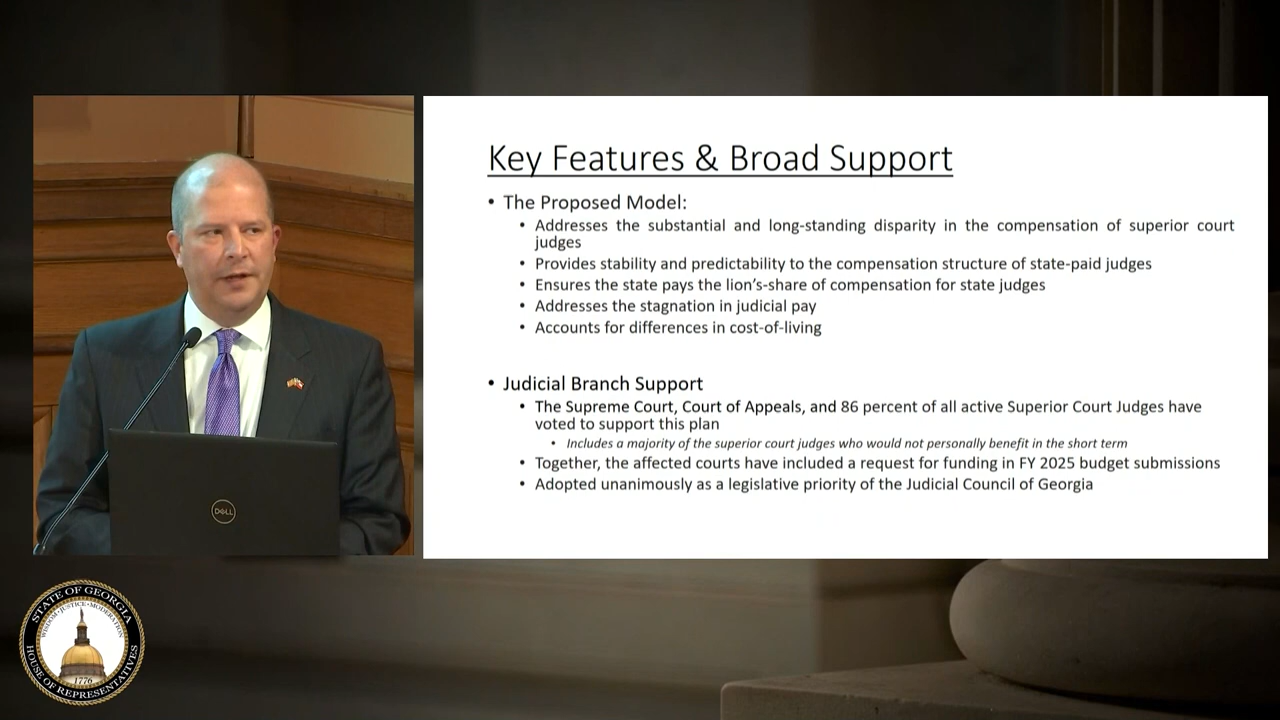 Key Features & Broad Support
• The Proposed Model:
• Addresses the substantial and long-standing disparity in the compensation of superior court
judges
• Provides stability and predictability to the compensation structure of state-paid judges
• Ensures the state pays the lion's-share of compensation for state judges
• Addresses the stagnation in judicial pay
• Accounts for differences in cost-of-living
• Judicial Branch Support
• The Supreme Court, Court of Appeals, and 86 percent of all active Superior Court Judges have
voted to support this plan
• Includes a majority of the superior court judges who would not personally benefit in the short term
• Together, the affected courts have included a request for funding in FY 2025 budget submissions
• Adopted unanimously as a legislative priority of the Judicial Council of Georgia
DELL
STATE OF GEORGIA
WISDOM • JUSTICE • MODERATION
1776
HOUSE OF REPRESENTATIVES